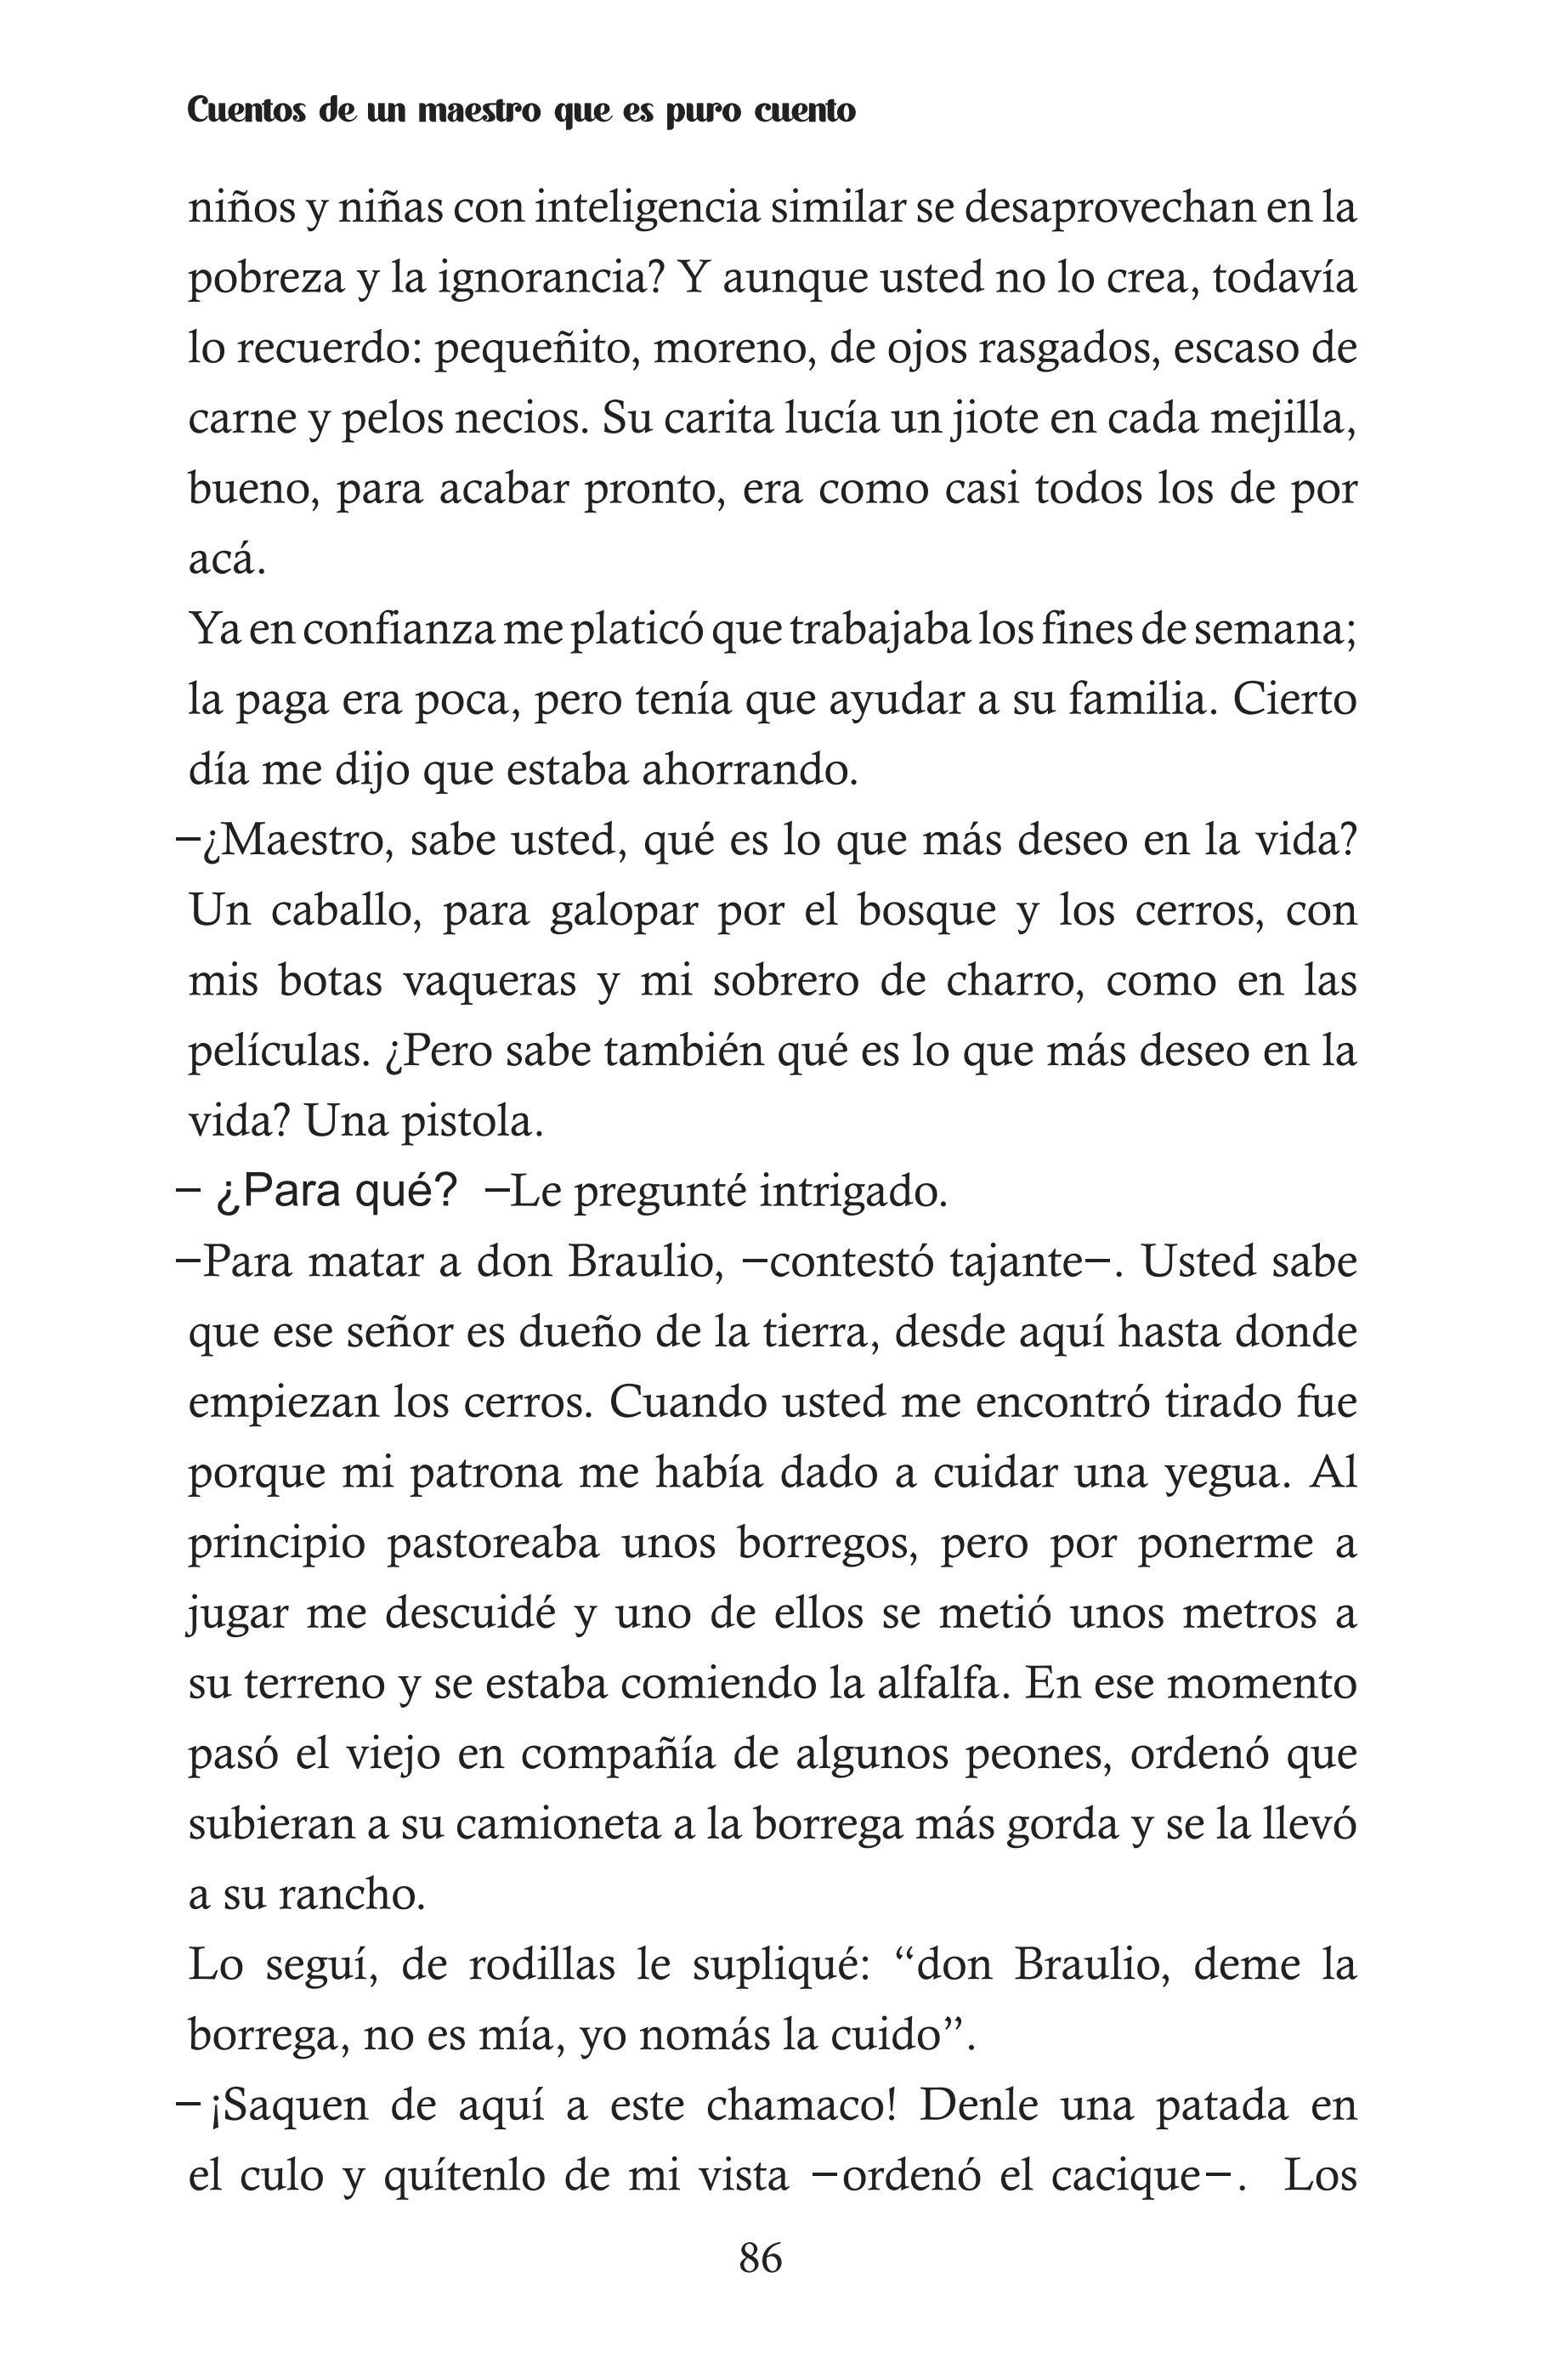 Cuentos de un maestro que es puro cuento
niños y niñas con inteligencia similar se desaprovechan en la
pobreza y la ignorancia? Y aunque usted no lo crea, todavía
lo recuerdo: pequeñito, moreno, de ojos rasgados, escaso de
carne y pelos necios. Su carita lucía un jiote en cada mejilla,
bueno, para acabar pronto, era como casi todos los de por
acá.
Ya en confianza me platicó que trabajaba los fines de semana;
la paga era poca, pero tenía que ayudar a su familia. Cierto
día me dijo que estaba ahorrando.
–¿Maestro, sabe usted, qué es lo que más deseo en la vida?
Un caballo, para galopar por el bosque y los cerros, con
mis botas vaqueras y mi sobrero de charro, como en las
películas. ¿Pero sabe también qué es lo que más deseo en la
vida? Una pistola.
– ¿Para qué? –Le pregunté intrigado.
–Para matar a don Braulio, –contestó tajante–. Usted sabe
que ese señor es dueño de la tierra, desde aquí hasta donde
empiezan los cerros. Cuando usted me encontró tirado fue
porque mi patrona me había dado a cuidar una yegua. Al
principio pastoreaba unos borregos, pero por ponerme a
jugar me descuidé y uno de ellos se metió unos metros a
su terreno y se estaba comiendo la alfalfa. En ese momento
pasó el viejo en compañía de algunos peones, ordenó que
subieran a su camioneta a la borrega más gorda y se la llevó
a su rancho.
Lo seguí, de rodillas le supliqué: “don Braulio, deme la
borrega, no es mía, yo nomás la cuido”.
–¡Saquen de aquí a este chamaco! Denle una patada en
el culo y quítenlo de mi vista –ordenó el cacique–. Los
86